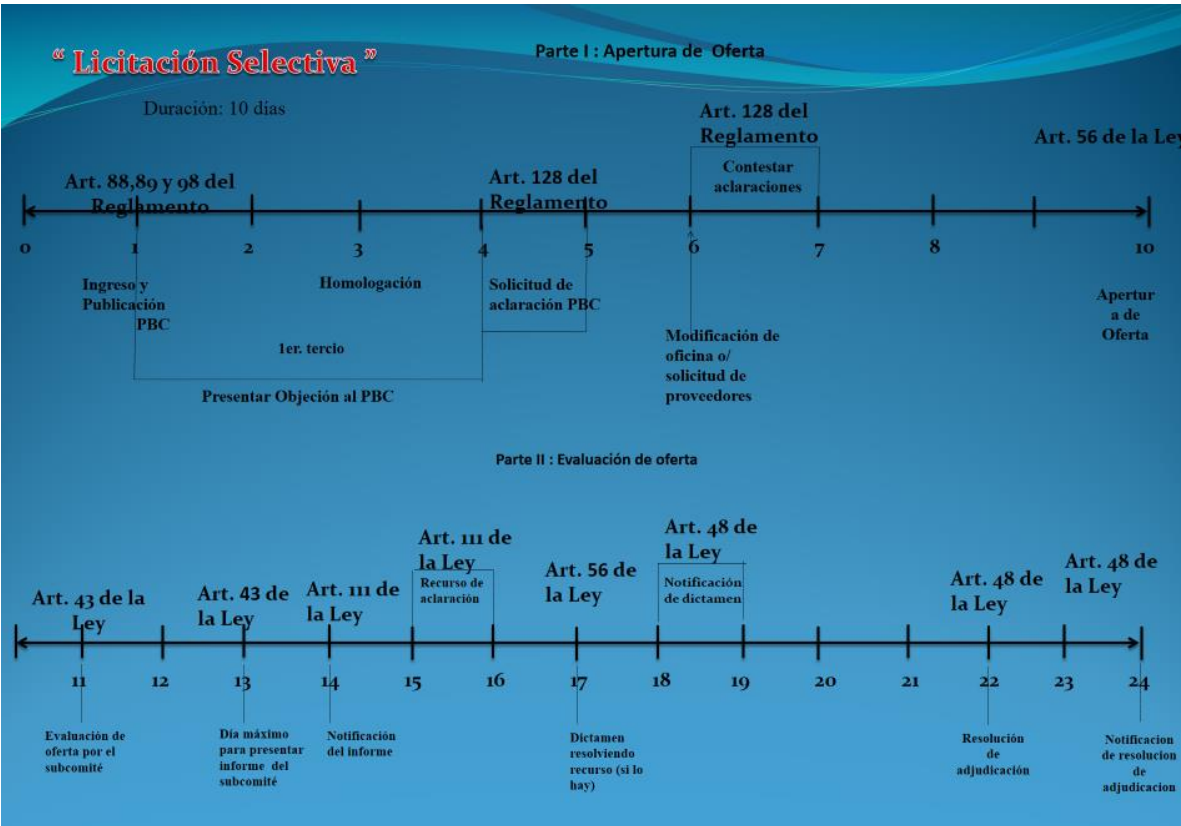 “ Licitación Selectiva ”
Parte I : Apertura de Oferta
Duración: 10 días
Art. 88,89 y 98 del
Reglamento
Art. 128 del
Reglamento
Art. 128 del
Reglamento
Contestar
aclaraciones
Art. 56 de la Ley
0 1 2 3 4 5 6 7 8 10
Ingreso y
Publicación
PBC
Homologación
1er. tercio
Presentar Objeción al PBC
Solicitud de
aclaración PBC
Modificación de
oficina o/
solicitud de
proveedores
Apertur
a de
Oferta
Parte II : Evaluación de oferta
Art. 43 de la
Ley
Art. 43 de
la Ley
Art. 111 de
la Ley
Art. 111 de
la Ley
Recurso de
aclaración
Art. 56 de
la Ley
Art. 48 de
la Ley
Notificación
de dictamen
Art. 48 de
la Ley
Art. 48 de
la Ley
11 12 13 14 15 16 17 18 19 20 21 22 23 24
Evaluación de
oferta por el
subcomité
Día máximo
para presentar
informe del
subcomité
Notificación
del informe
Dictamen
resolviendo
recurso (si lo
hay)
Resolución
de
adjudicación
Notificacion
de resolucion
de
adjudicacion